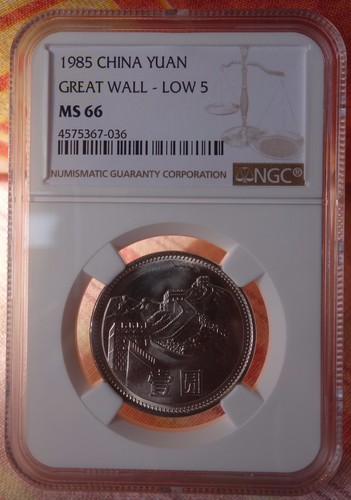 1985 CHINA YUAN
GREAT WALL - LOW 5
MS 66
4575367-036
NUMISMATIC GUARANTY CORPORATION
NGC®
壹圆